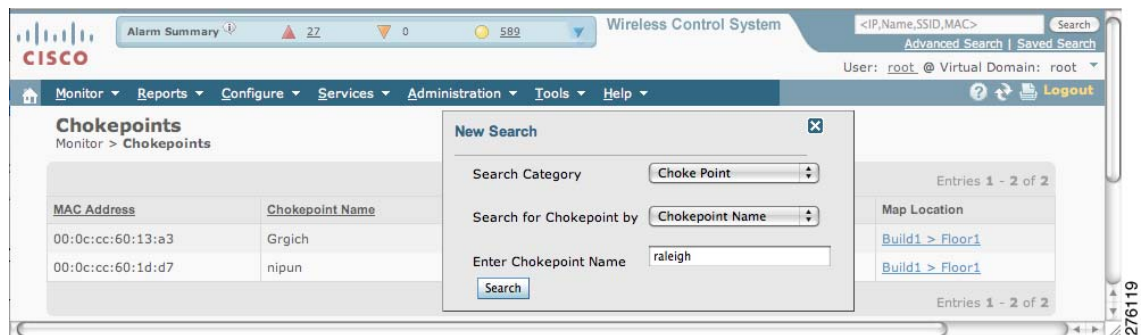 Alarm Summary 27 0 589
Wireless Control System
<IP,Name,SSID,MAC> Search
Advanced Search | Saved Search
CISCO
User: root @ Virtual Domain: root
Monitor Reports Configure Services Administration Tools Help Logout
Chokepoints
Monitor > Chokepoints
New Search
Search Category Choke Point
Search for Chokepoint by Chokepoint Name
Enter Chokepoint Name raleigh
Search
Entries 1 - 2 of 2
MAC Address Chokepoint Name Map Location
00:0c:cc:60:13:a3 Grgich Build1 > Floor1
00:0c:cc:60:1d:d7 nipun Build1 > Floor1
Entries 1 - 2 of 2
276119